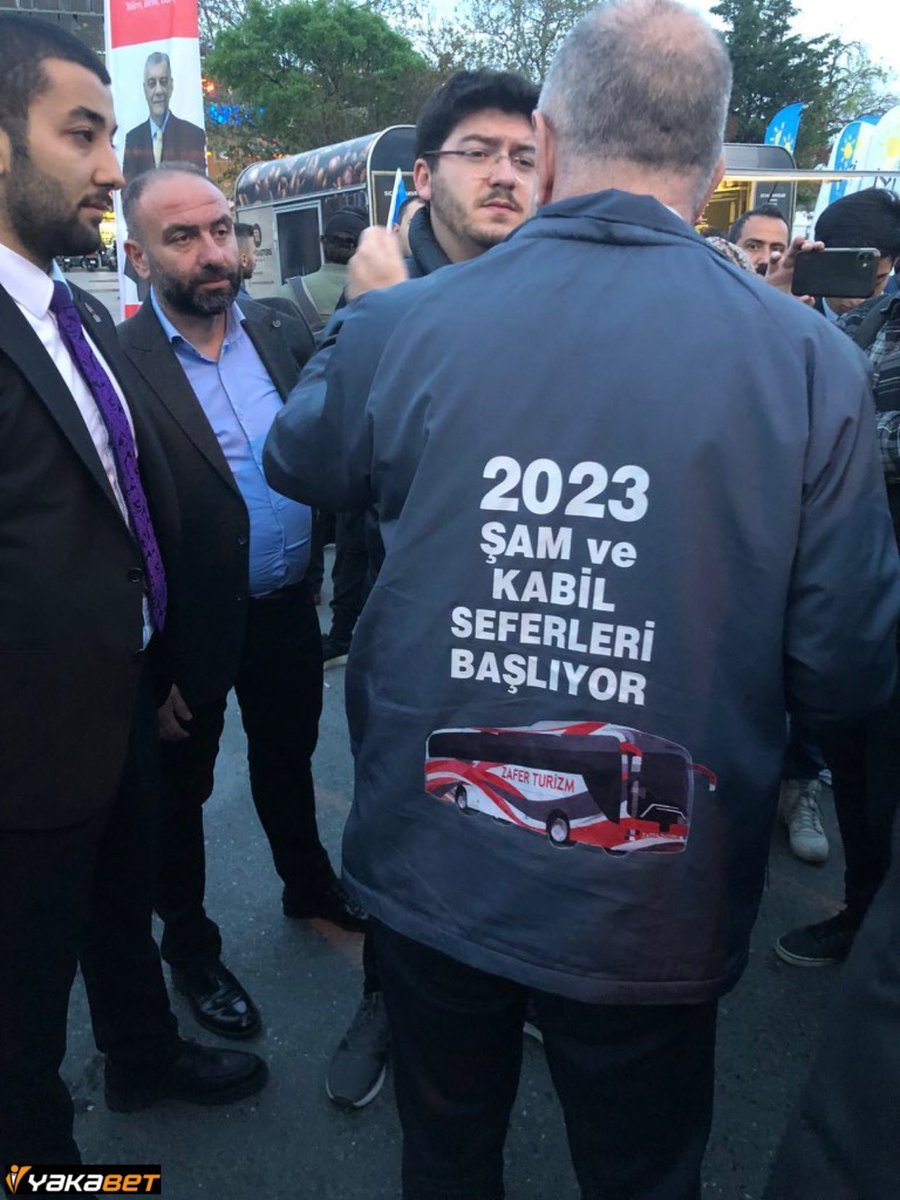 2023
ŞAM ve
KABİL
SEFERLERİ
BAŞLIYOR
ZAFER TURİZM
YAKABET